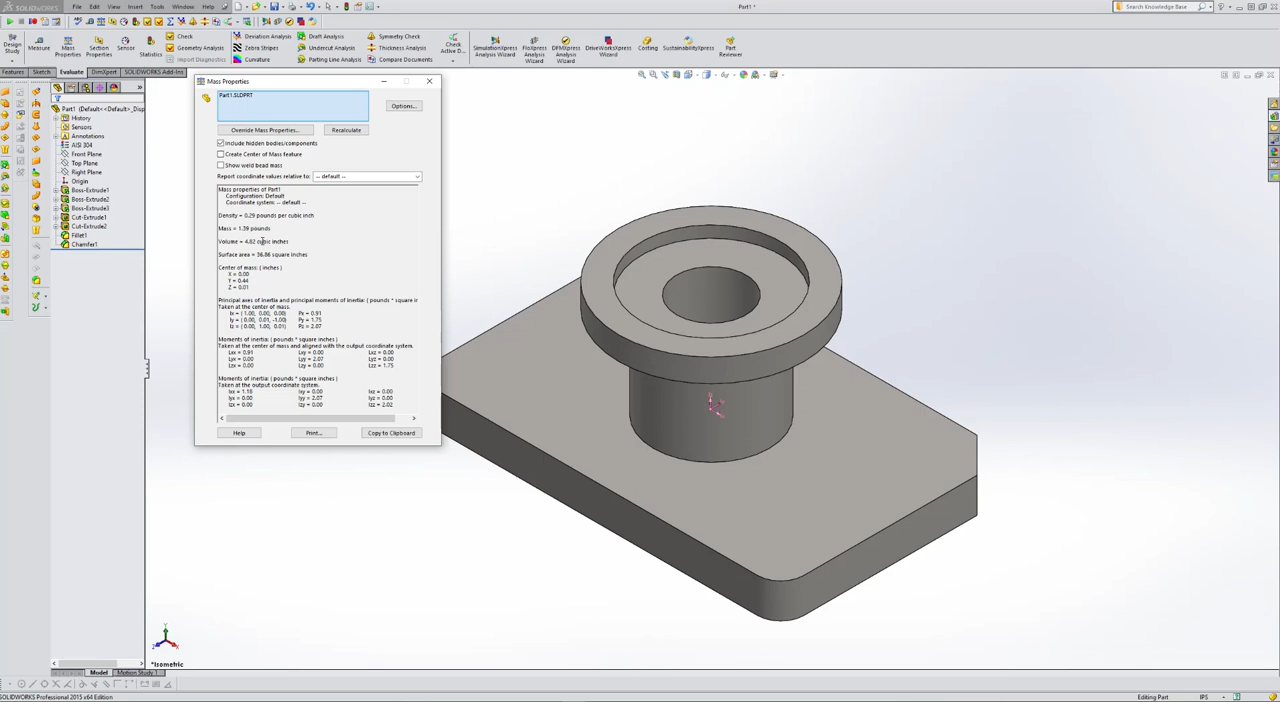 SOLIDWORKS
File Edit View Insert Tools Window Help
Part1 *
Search Knowledge Base
Design Study
Measure
Mass Properties
Section Properties
Sensor
Statistics
Check
Geometry Analysis
Import Diagnostics
Deviation Analysis
Zebra Stripes
Curvature
Draft Analysis
Undercut Analysis
Parting Line Analysis
Symmetry Check
Thickness Analysis
Compare Documents
Check Active D...
SimulationXpress Analysis Wizard
FloXpress Analysis Wizard
DFMXpress Analysis Wizard
DriveWorksXpress Wizard
Costing
SustainabilityXpress
Part Reviewer
Features Sketch Evaluate DimXpert SOLIDWORKS Add-Ins
Part1 (Default<<Default>_Disp
History
Sensors
Annotations
AISI 304
Front Plane
Top Plane
Right Plane
Origin
Boss-Extrude1
Boss-Extrude2
Boss-Extrude3
Cut-Extrude1
Cut-Extrude2
Fillet1
Chamfer1
Mass Properties
Part1.SLDPRT
Options...
Override Mass Properties...
Recalculate
Include hidden bodies/components
Create Center of Mass feature
Show weld bead mass
Report coordinate values relative to: -- default --
Mass properties of Part1
Configuration: Default
Coordinate system: -- default --
Density = 0.29 pounds per cubic inch
Mass = 1.39 pounds
Volume = 4.82 cubic inches
Surface area = 36.86 square inches
Center of mass: ( inches )
X = 0.00
Y = 0.44
Z = 0.01
Principal axes of inertia and principal moments of inertia: ( pounds * square ir
Taken at the center of mass.
Ix = ( 1.00, 0.00, 0.00) Px = 0.91
Iy = ( 0.00, 0.01, -1.00) Py = 1.75
Iz = ( 0.00, 1.00, 0.01) Pz = 2.07
Moments of inertia: ( pounds * square inches )
Taken at the center of mass and aligned with the output coordinate system.
Lxx = 0.91 Lxy = 0.00 Lxz = 0.00
Lyx = 0.00 Lyy = 2.07 Lyz = 0.00
Lzx = 0.00 Lzy = 0.00 Lzz = 1.75
Moments of inertia: ( pounds * square inches )
Taken at the output coordinate system.
Ixx = 1.18 Ixy = 0.00 Ixz = 0.00
Iyx = 0.00 Iyy = 2.07 Iyz = 0.00
Izx = 0.00 Izy = 0.00 Izz = 2.02
Help
Print...
Copy to Clipboard
*Isometric
Model Motion Study 1
SOLIDWORKS Professional 2015 x64 Edition
Editing Part
IPS